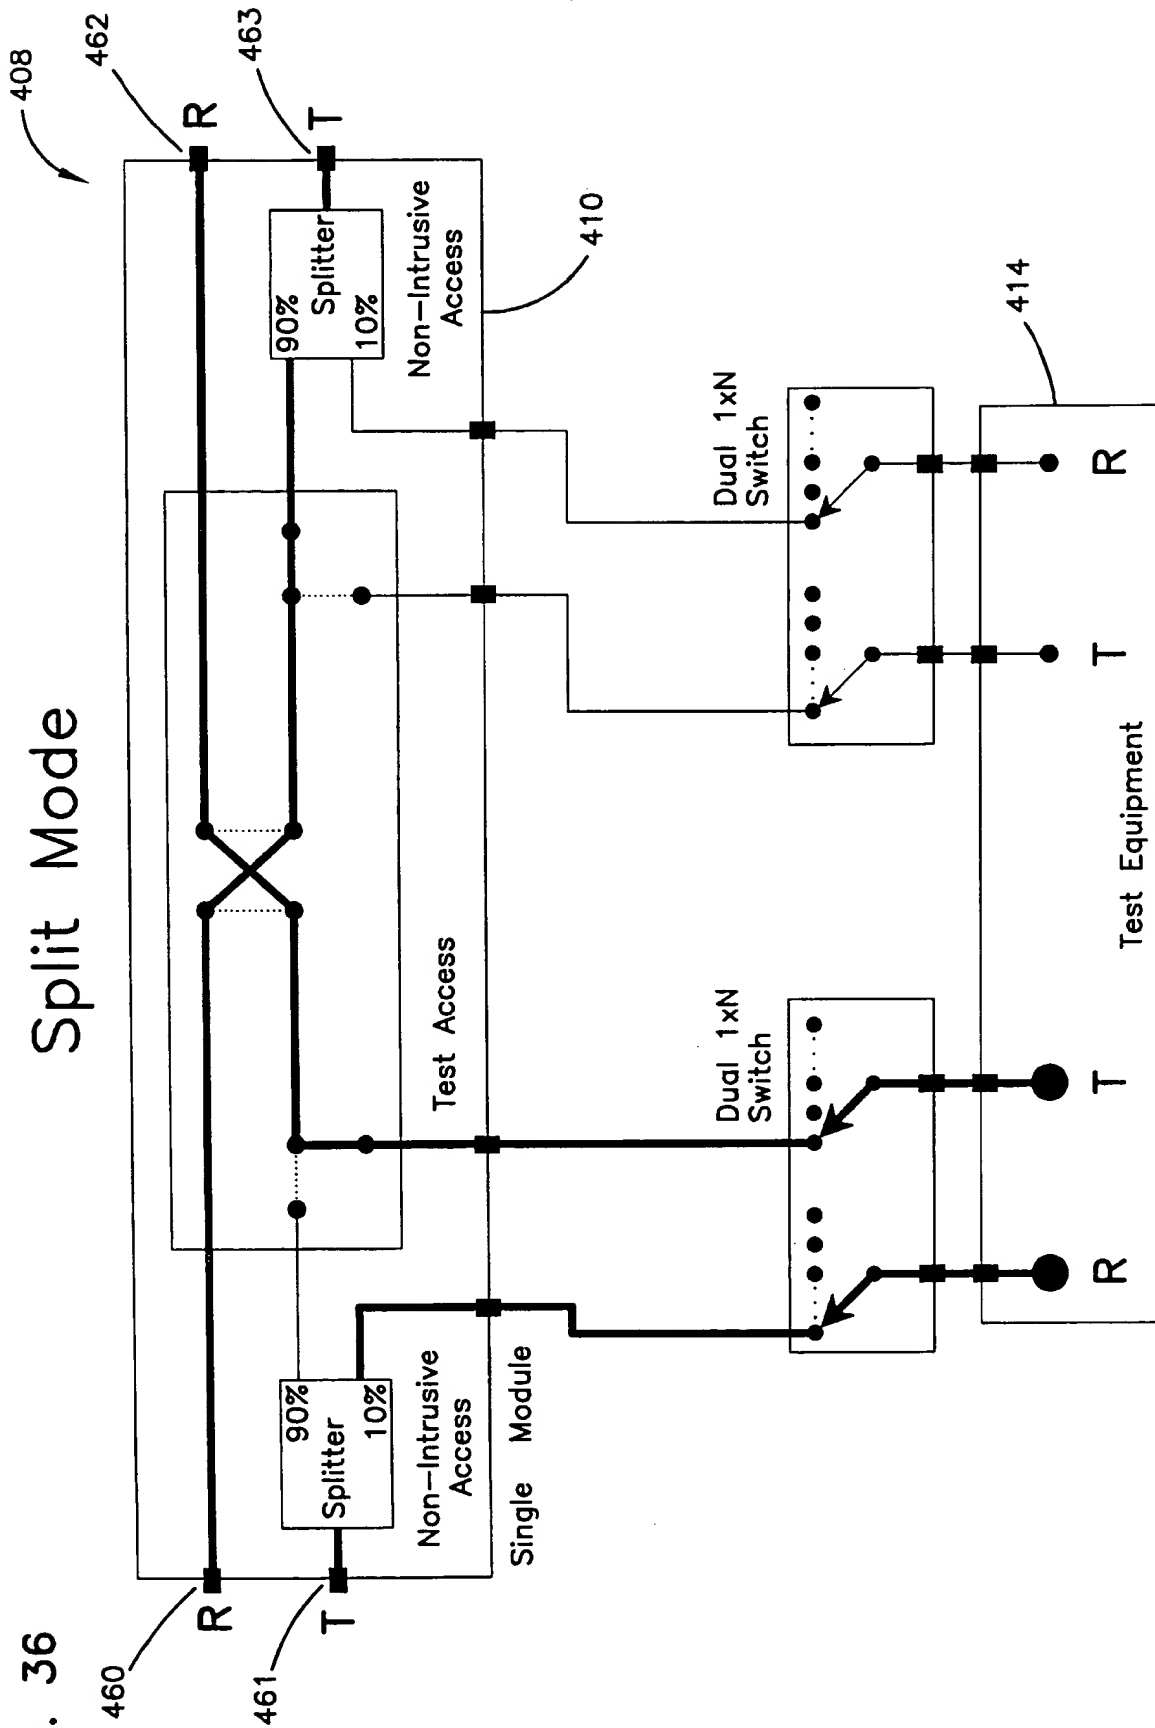 . 36
Split Mode
408
460
R
R
462
461
T
T
463
Splitter
90%
10%
90%
Splitter
10%
Non-Intrusive
Access
Test Access
Non-Intrusive
Access
Single Module
410
Dual 1xN
Switch
Dual 1xN
Switch
414
R
T
T
R
Test Equipment